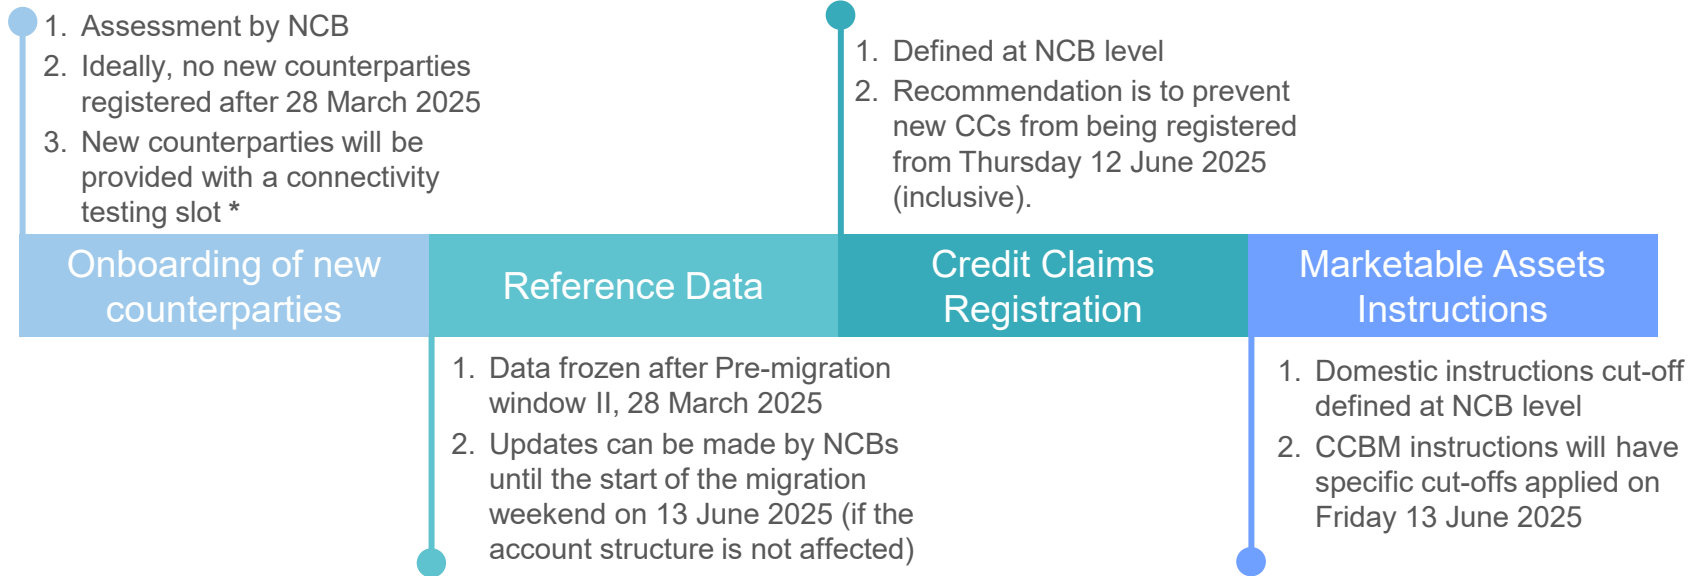 1. Assessment by NCB
2. Ideally, no new counterparties
registered after 28 March 2025
3. New counterparties will be
provided with a connectivity
testing slot *
Onboarding of new
counterparties
Reference Data
1. Data frozen after Pre-migration
window II, 28 March 2025
2. Updates can be made by NCBs
until the start of the migration
weekend on 13 June 2025 (if the
account structure is not affected)
1. Defined at NCB level
2. Recommendation is to prevent
new CCs from being registered
from Thursday 12 June 2025
(inclusive).
Credit Claims
Registration
Marketable Assets
Instructions
1. Domestic instructions cut-off
defined at NCB level
2. CCBM instructions will have
specific cut-offs applied on
Friday 13 June 2025